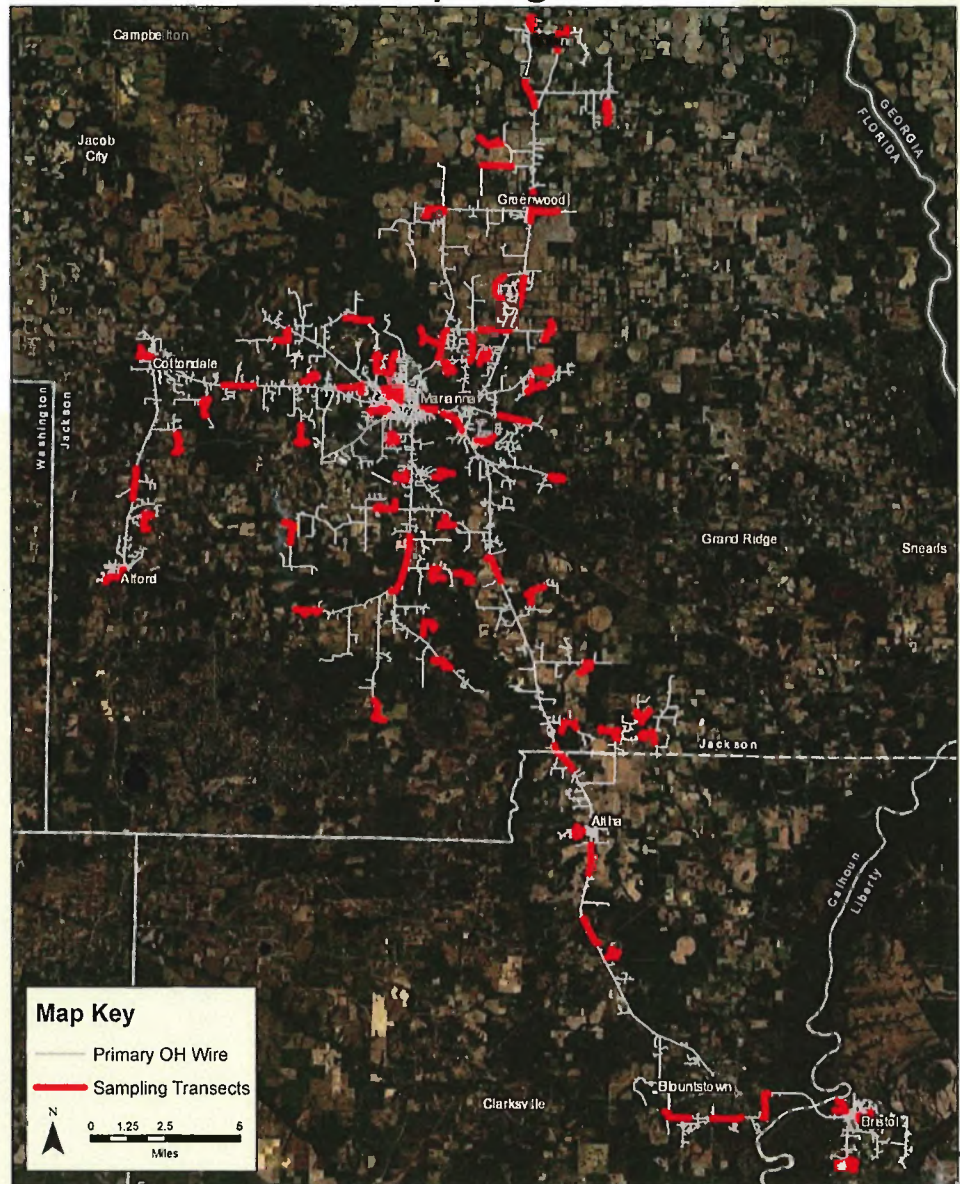 Campbellton
GEORGIA
FLORIDA
Jacob
City
Greenwood
Cottondale
Marianna
Washington
Jackson
Grand Ridge
Sneads
Alford
Jackson
Altha
Calhoun
Liberty
Map Key
Primary OH Wire
Sampling Transects
N
0 1.25 2.5 5
Miles
Blountstown
Clarksville
Bristol